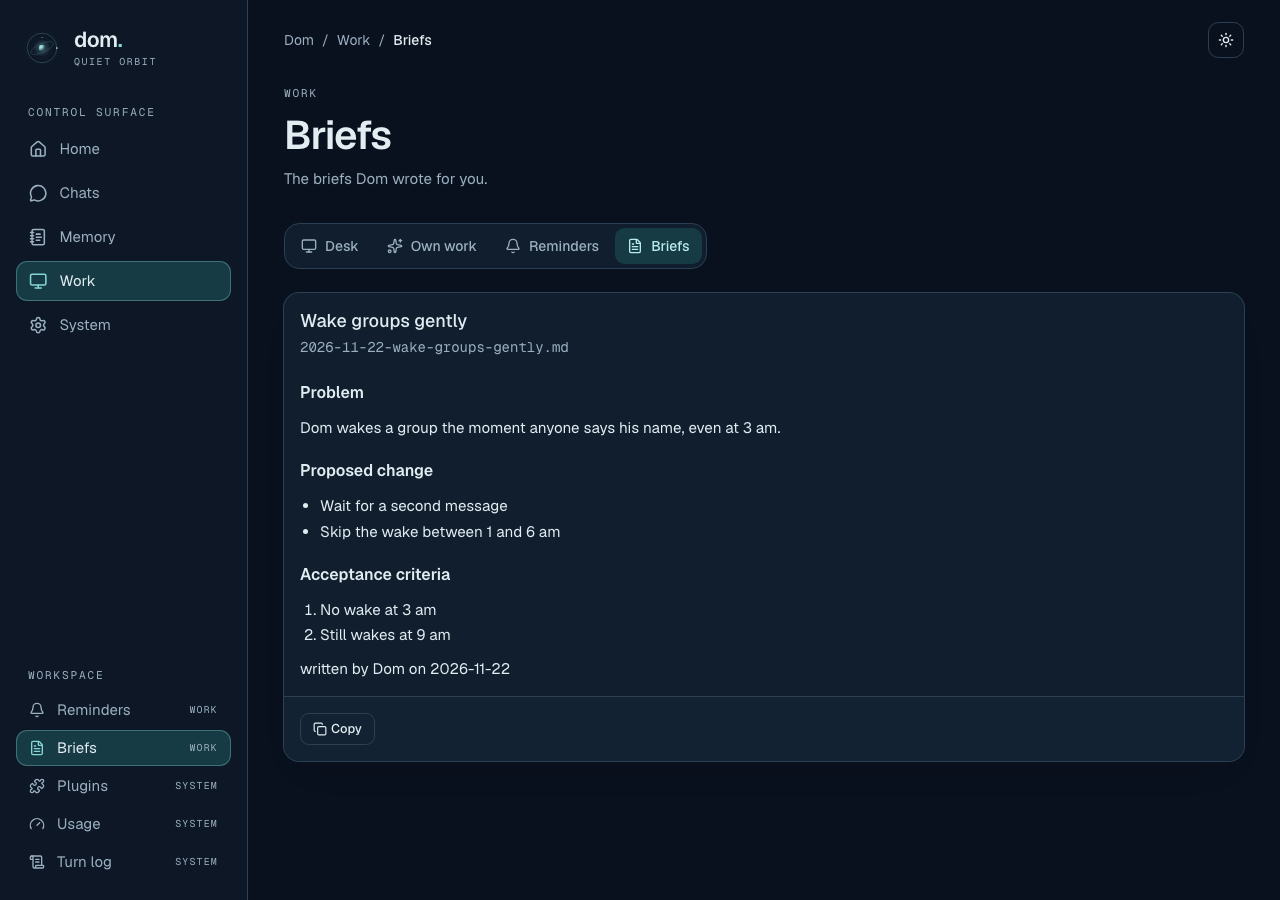 dom.
QUIET ORBIT
CONTROL SURFACE
Home
Chats
Memory
Work
System
WORKSPACE
Reminders WORK
Briefs WORK
Plugins SYSTEM
Usage SYSTEM
Turn log SYSTEM
Dom / Work / Briefs
WORK
Briefs
The briefs Dom wrote for you.
Desk Own work Reminders Briefs
Wake groups gently
2026-11-22-wake-groups-gently.md
Problem
Dom wakes a group the moment anyone says his name, even at 3 am.
Proposed change
• Wait for a second message
• Skip the wake between 1 and 6 am
Acceptance criteria
1. No wake at 3 am
2. Still wakes at 9 am
written by Dom on 2026-11-22
Copy